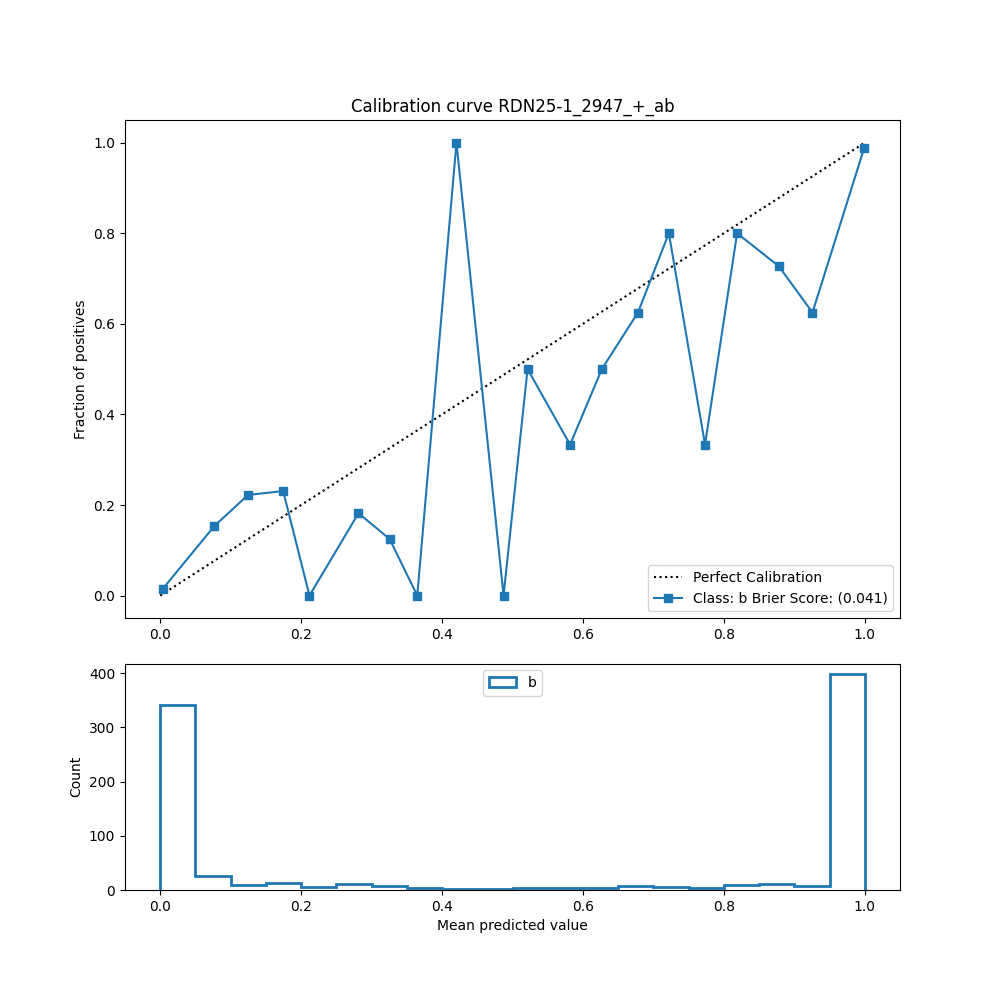 Calibration curve RDN25-1_2947_+_ab
1.0
0.8
0.6
0.4
0.2
0.0
Fraction of positives
Perfect Calibration
Class: b Brier Score: (0.041)
0.0 0.2 0.4 0.6 0.8 1.0
400
300
200
100
0
Count
b
0.0 0.2 0.4 0.6 0.8 1.0
Mean predicted value